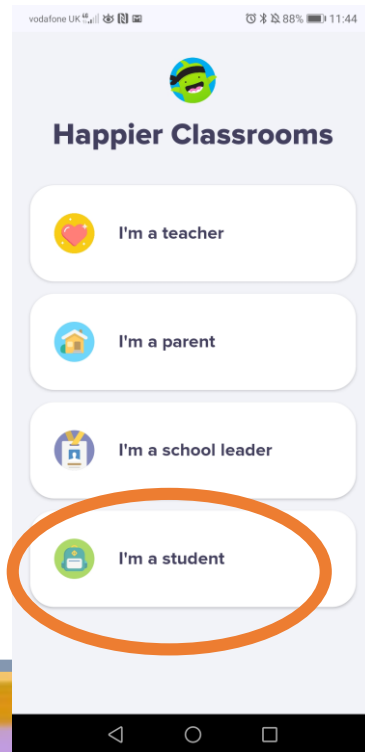 vodafone UK 88% 11:44
Happier Classrooms
I'm a teacher
I'm a parent
I'm a school leader
I'm a student